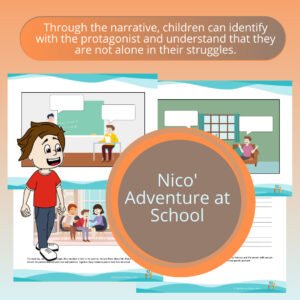 Through the narrative, children can identify
with the protagonist and understand that they
are not alone in their struggles.
Nico'
Adventure at
School